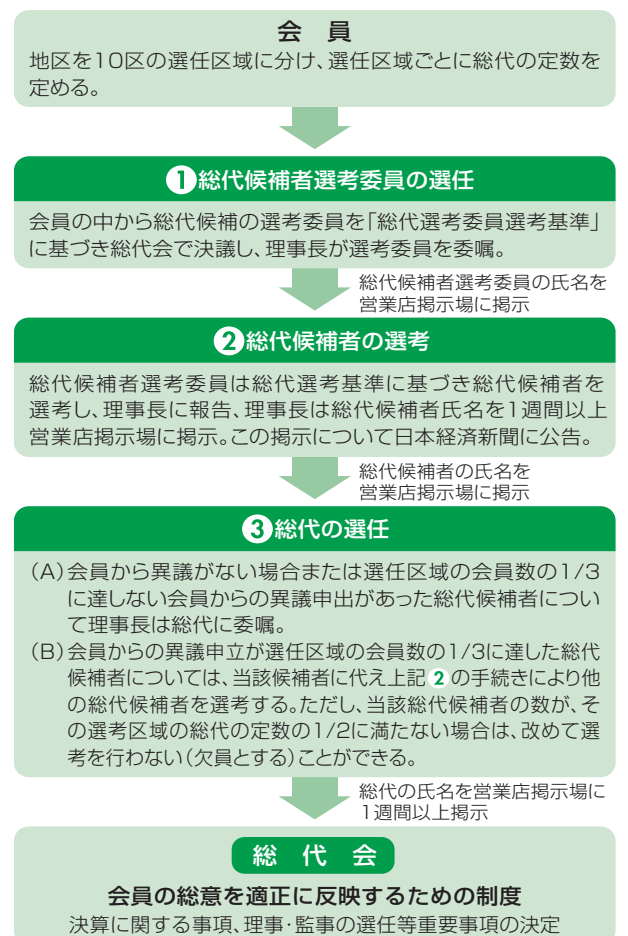 会 員
地区を10区の選任区域に分け、選任区域ごとに総代の定数を
定める。
①総代候補者選考委員の選任
会員の中から総代候補の選考委員を「総代選考委員選考基準」
に基づき総代会で決議し、理事長が選考委員を委嘱。
総代候補者選考委員の氏名を
営業店掲示場に掲示
②総代候補者の選考
総代候補者選考委員は総代選考基準に基づき総代候補者を
選考し、理事長に報告、理事長は総代候補者氏名を1週間以上
営業店掲示場に掲示。この掲示について日本経済新聞に公告。
総代候補者の氏名を
営業店掲示場に掲示
③総代の選任
(A)会員から異議がない場合または選任区域の会員数の1/3
に達しない会員からの異議申出があった総代候補者につい
て理事長は総代に委嘱。
(B)会員からの異議申立が選任区域の会員数の1/3に達した総代
候補者については、当該候補者に代え上記②の手続きにより他
の総代候補者を選考する。ただし、当該総代候補者の数が、そ
の選考区域の総代の定数の1/2に満たない場合は、改めて選
考を行わない(欠員とする)ことができる。
総代の氏名を営業店掲示場に
1週間以上掲示
総 代 会
会員の総意を適正に反映するための制度
決算に関する事項、理事・監事の選任等重要事項の決定